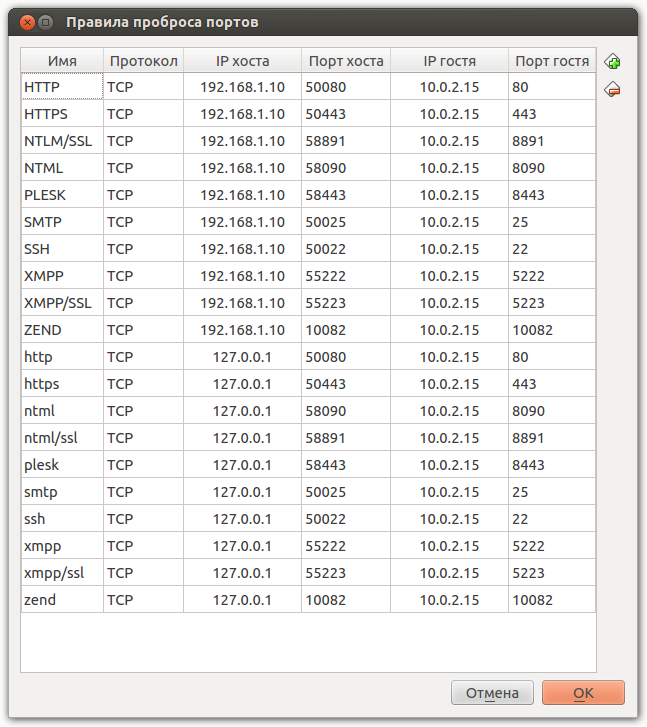 Правила проброса портов
Имя Протокол IP хоста Порт хоста IP гостя Порт гостя
HTTP TCP 192.168.1.10 50080 10.0.2.15 80
HTTPS TCP 192.168.1.10 50443 10.0.2.15 443
NTLM/SSL TCP 192.168.1.10 58891 10.0.2.15 8891
NTML TCP 192.168.1.10 58090 10.0.2.15 8090
PLESK TCP 192.168.1.10 58443 10.0.2.15 8443
SMTP TCP 192.168.1.10 50025 10.0.2.15 25
SSH TCP 192.168.1.10 50022 10.0.2.15 22
XMPP TCP 192.168.1.10 55222 10.0.2.15 5222
XMPP/SSL TCP 192.168.1.10 55223 10.0.2.15 5223
ZEND TCP 192.168.1.10 10082 10.0.2.15 10082
http TCP 127.0.0.1 50080 10.0.2.15 80
https TCP 127.0.0.1 50443 10.0.2.15 443
ntml TCP 127.0.0.1 58090 10.0.2.15 8090
ntml/ssl TCP 127.0.0.1 58891 10.0.2.15 8891
plesk TCP 127.0.0.1 58443 10.0.2.15 8443
smtp TCP 127.0.0.1 50025 10.0.2.15 25
ssh TCP 127.0.0.1 50022 10.0.2.15 22
xmpp TCP 127.0.0.1 55222 10.0.2.15 5222
xmpp/ssl TCP 127.0.0.1 55223 10.0.2.15 5223
zend TCP 127.0.0.1 10082 10.0.2.15 10082
Отмена OK